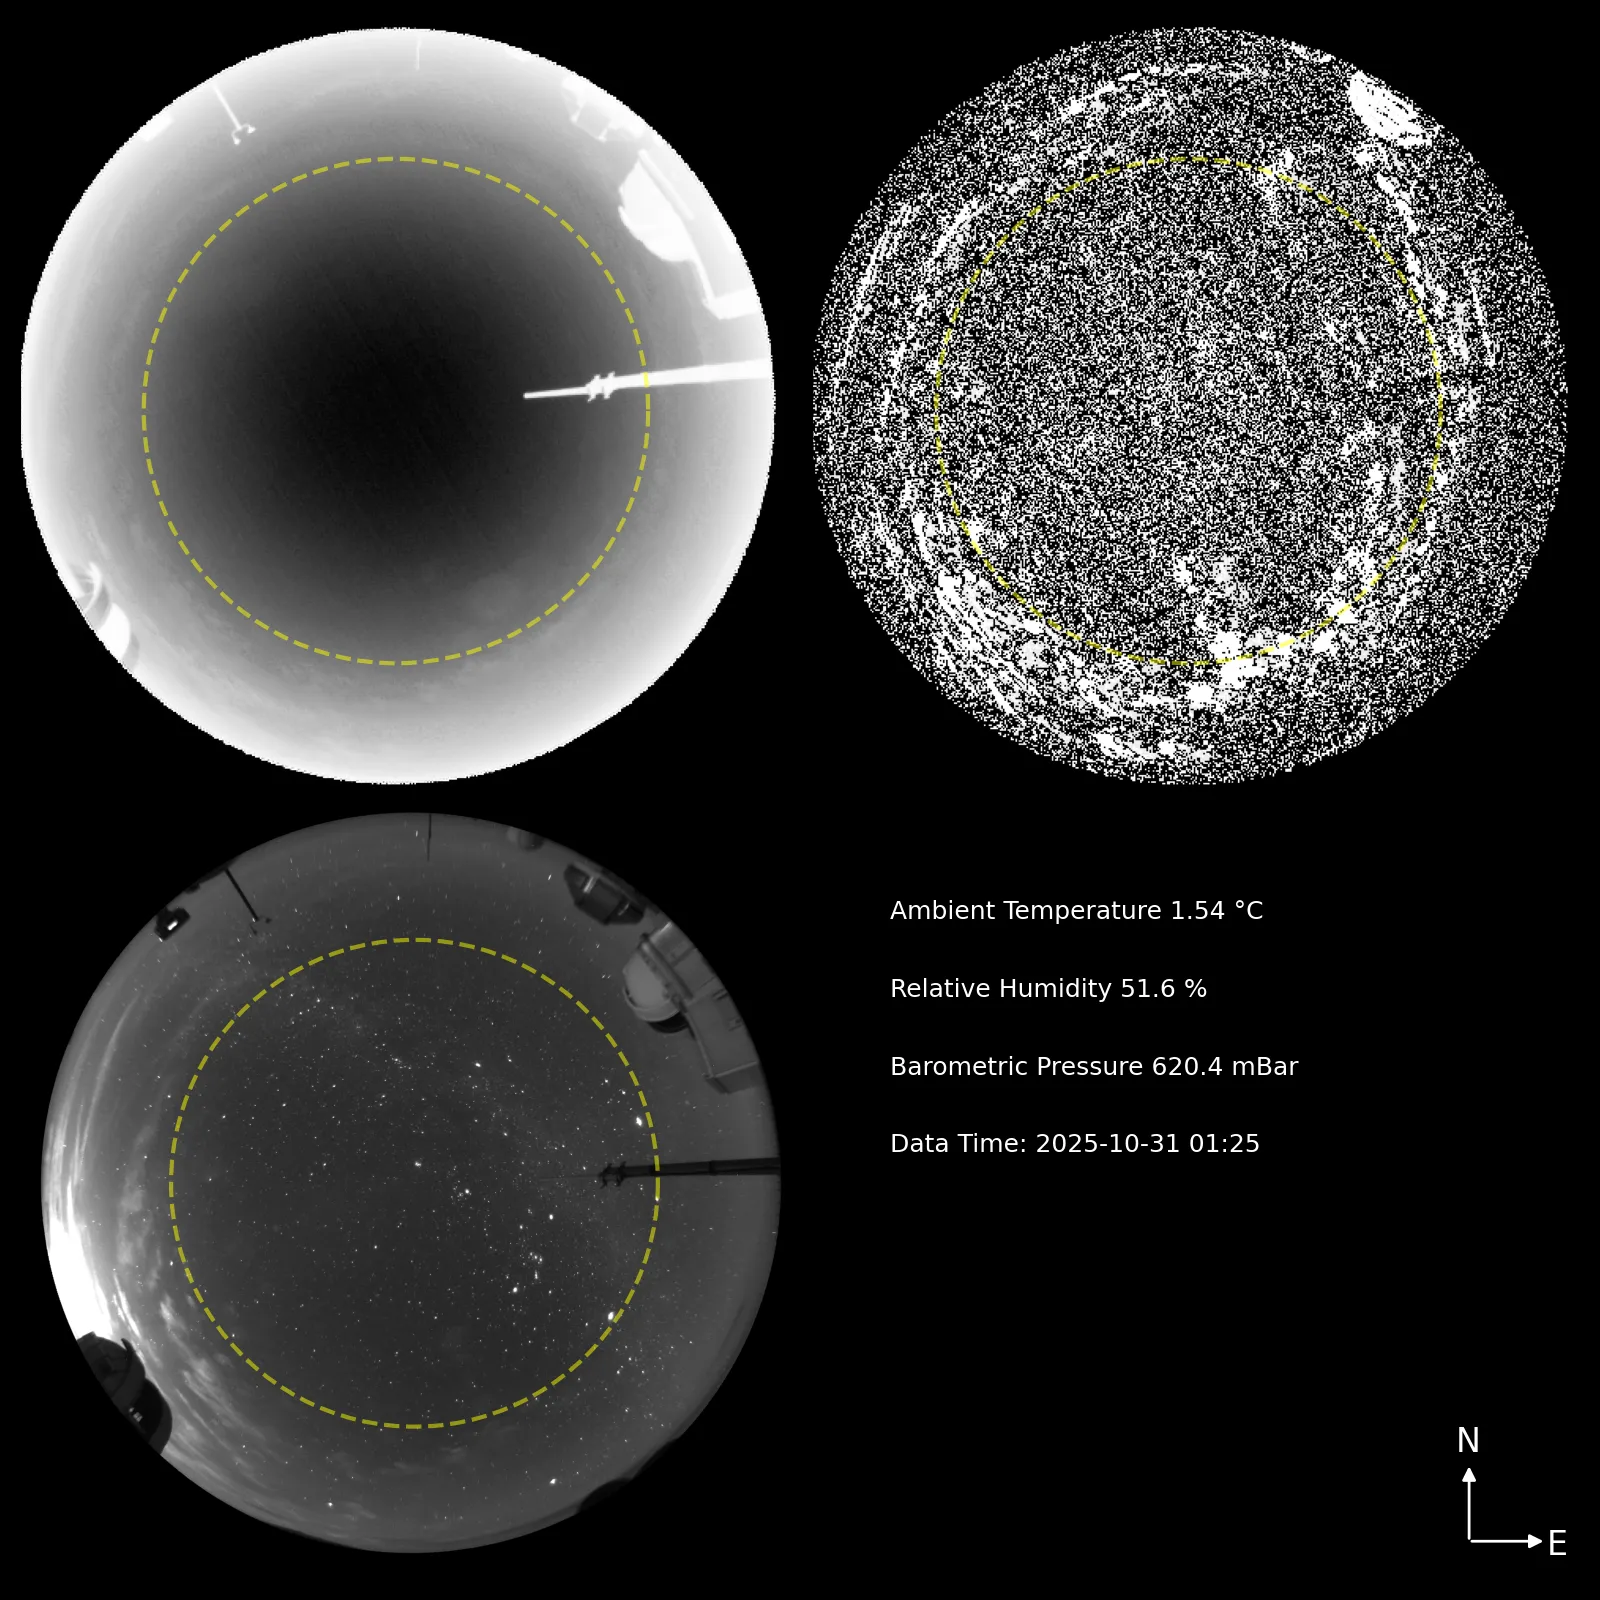 Ambient Temperature 1.54 °C
Relative Humidity 51.6 %
Barometric Pressure 620.4 mBar
Data Time: 2025-10-31 01:25
N
E